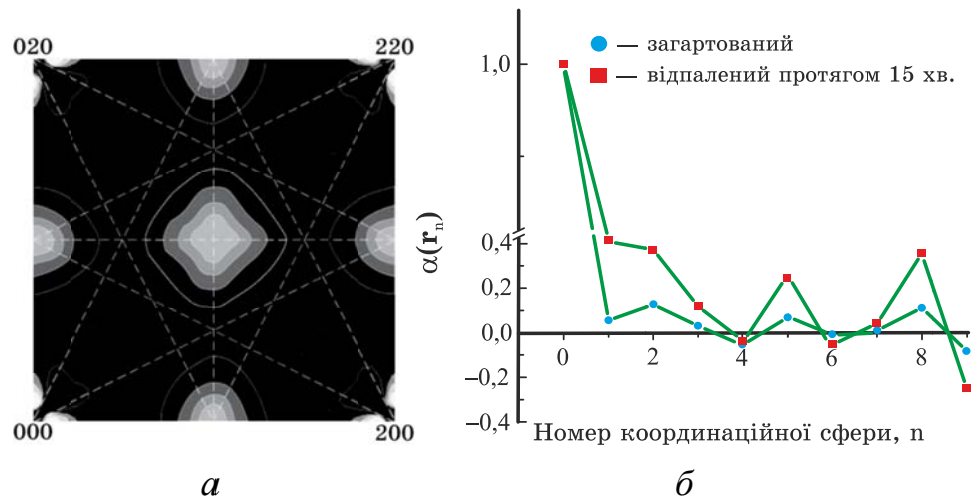 020
220
000
200
а
1,0
0,4
0,2
0,0
–0,2
–0,4
α(rₙ)
— загартований
— відпалений протягом 15 хв.
0 2 4 6 8
Номер координаційної сфери, n
б